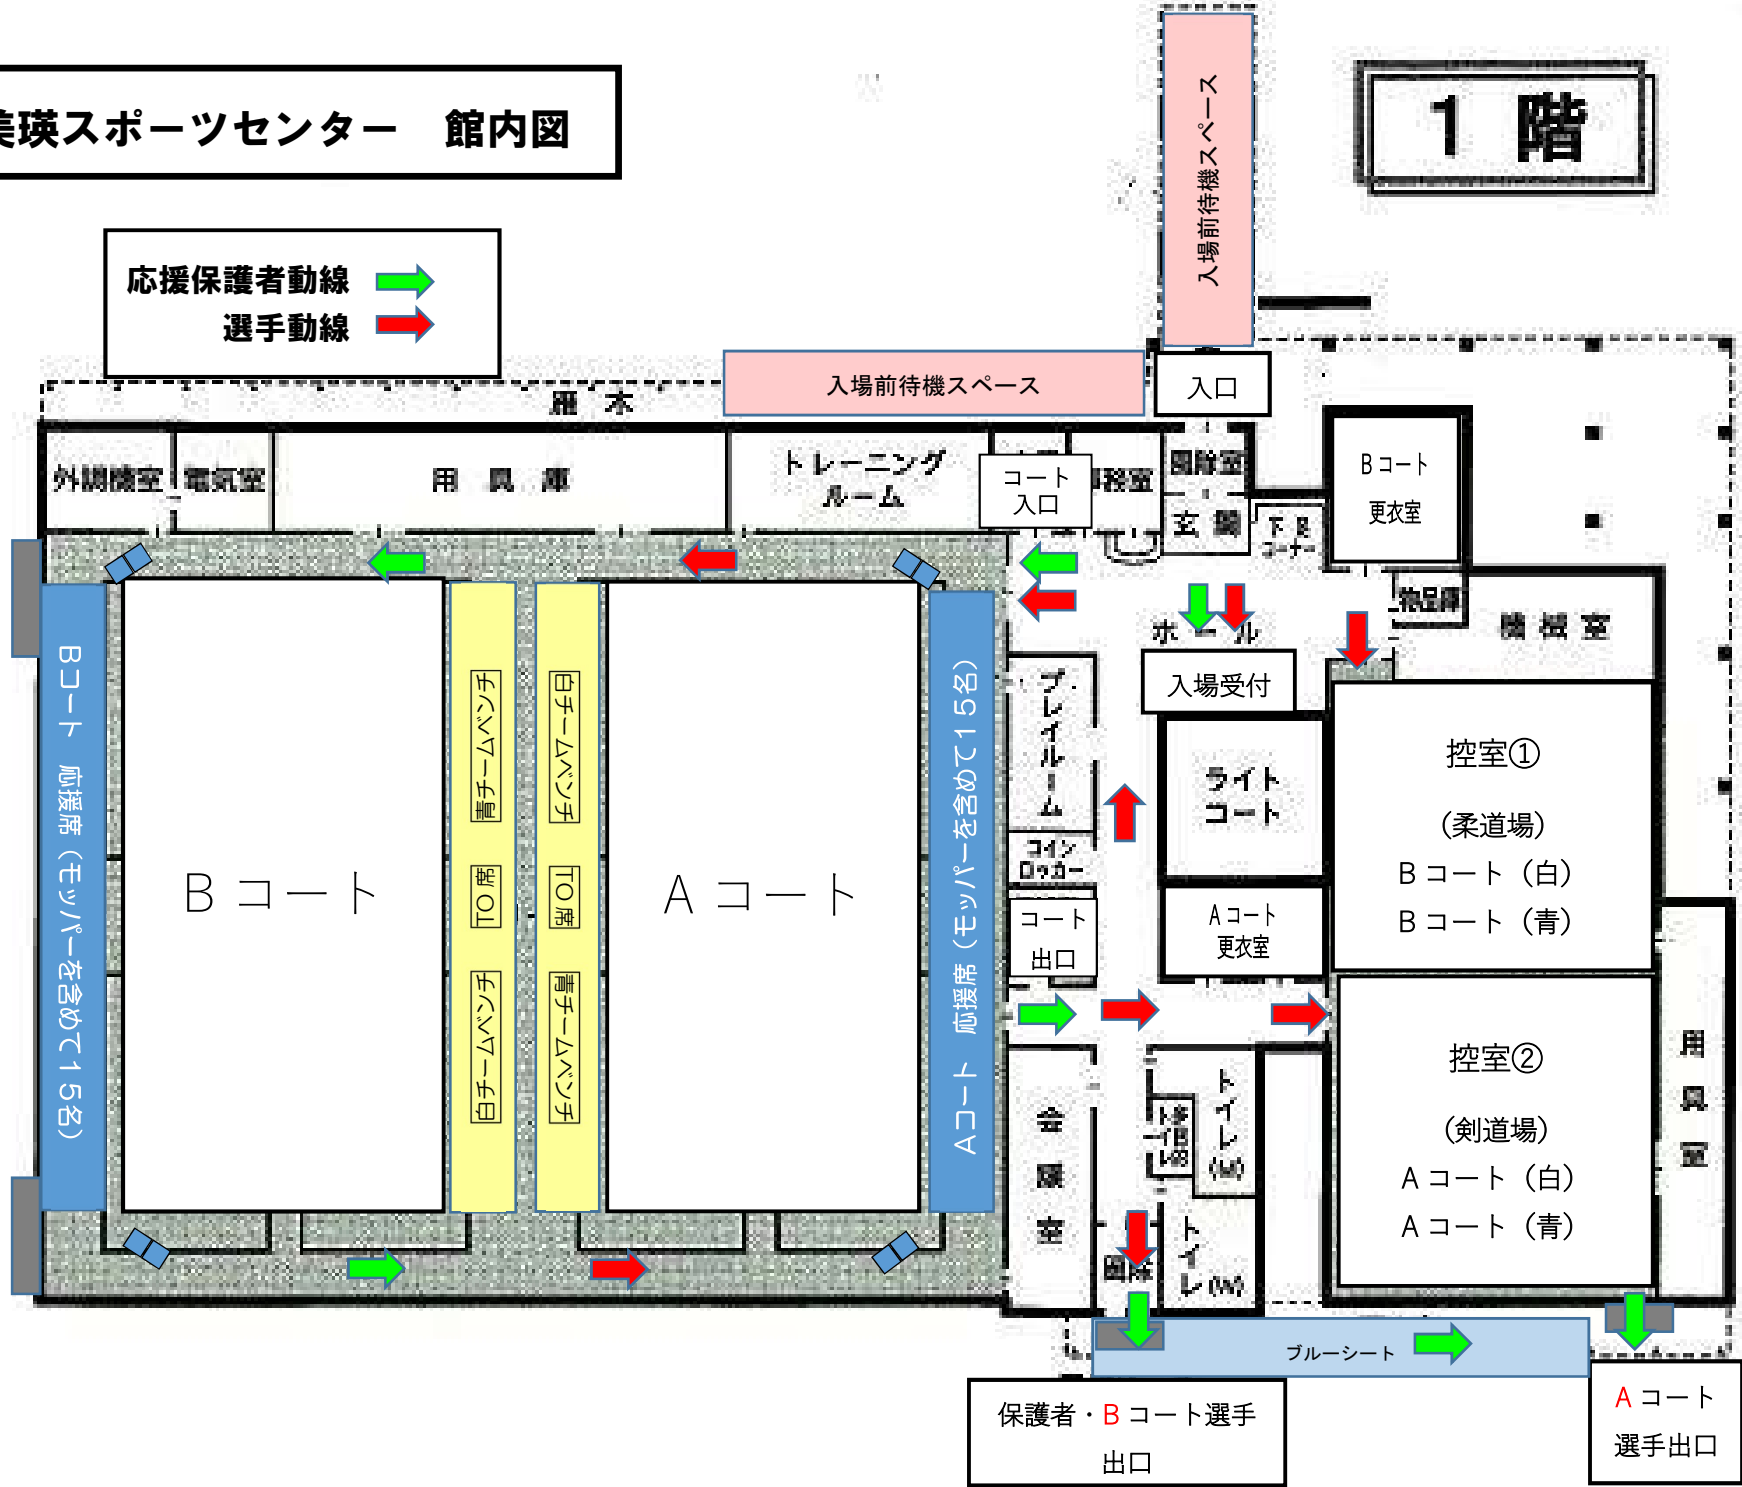 美瑛スポーツセンター　館内図
1 階
応援保護者動線
選手動線
入場前待機スペース
入場前待機スペース
入口
外調機室
電気室
用 具 庫
トレーニング
ルーム
コート
入口
務室
風除室
玄 関
コーナー
Bコート
更衣室
物品庫
機 械 室
ホール
入場受付
プレイルーム
コイン
ロッカー
コート
出口
ライト
コート
Aコート
更衣室
控室①
(柔道場)
Bコート（白）
Bコート（青）
控室②
(剣道場)
Aコート（白）
Aコート（青）
用具室
Bコート　応援席（モッパーを含めて15名）
Bコート
青チームベンチ
TO席
白チームベンチ
白チームベンチ
TO席
青チームベンチ
Aコート
Aコート　応援席（モッパーを含めて15名）
会議室
トイレ(M)
トイレ(W)
風除
ブルーシート
保護者・Bコート選手
出口
Aコート
選手出口